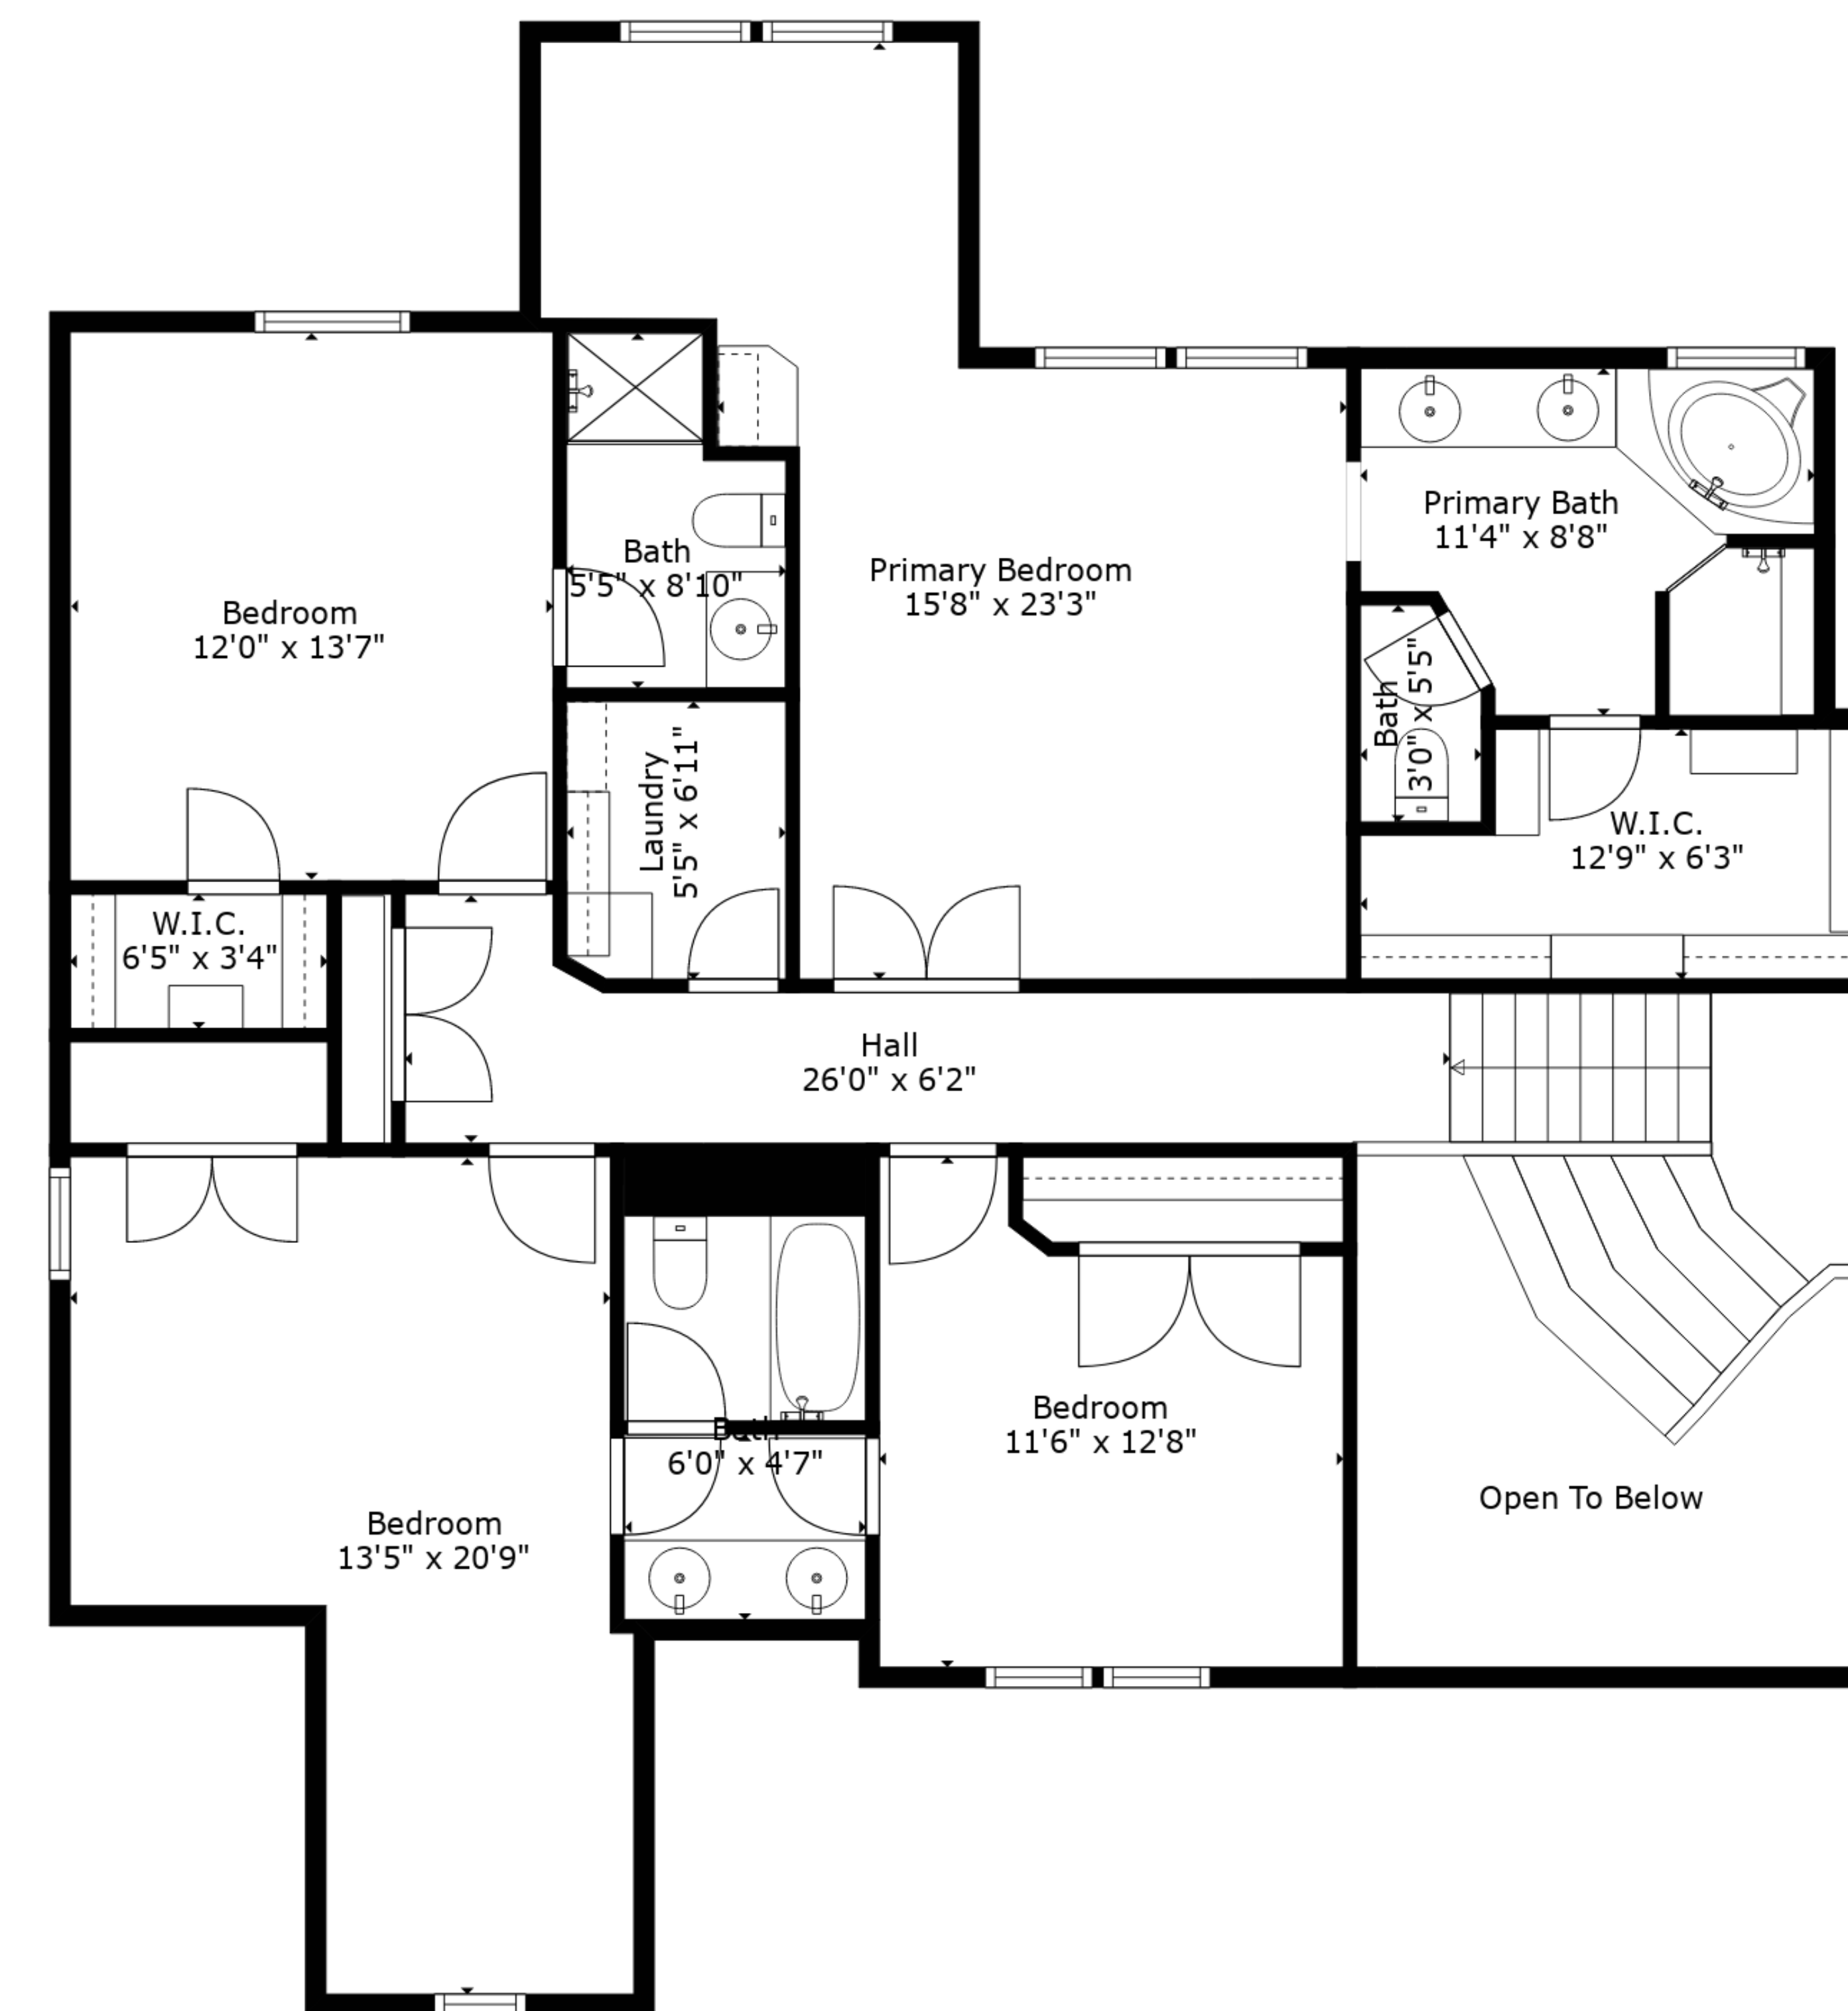 Bedroom
12'0" x 13'7"
Bath
5'5" x 8'10"
Primary Bedroom
15'8" x 23'3"
Primary Bath
11'4" x 8'8"
Bath
3'0" x 5'5"
Laundry
5'5" x 6'11"
W.I.C.
12'9" x 6'3"
W.I.C.
6'5" x 3'4"
Hall
26'0" x 6'2"
Bedroom
13'5" x 20'9"
Bath
6'0" x 4'7"
Bedroom
11'6" x 12'8"
Open To Below